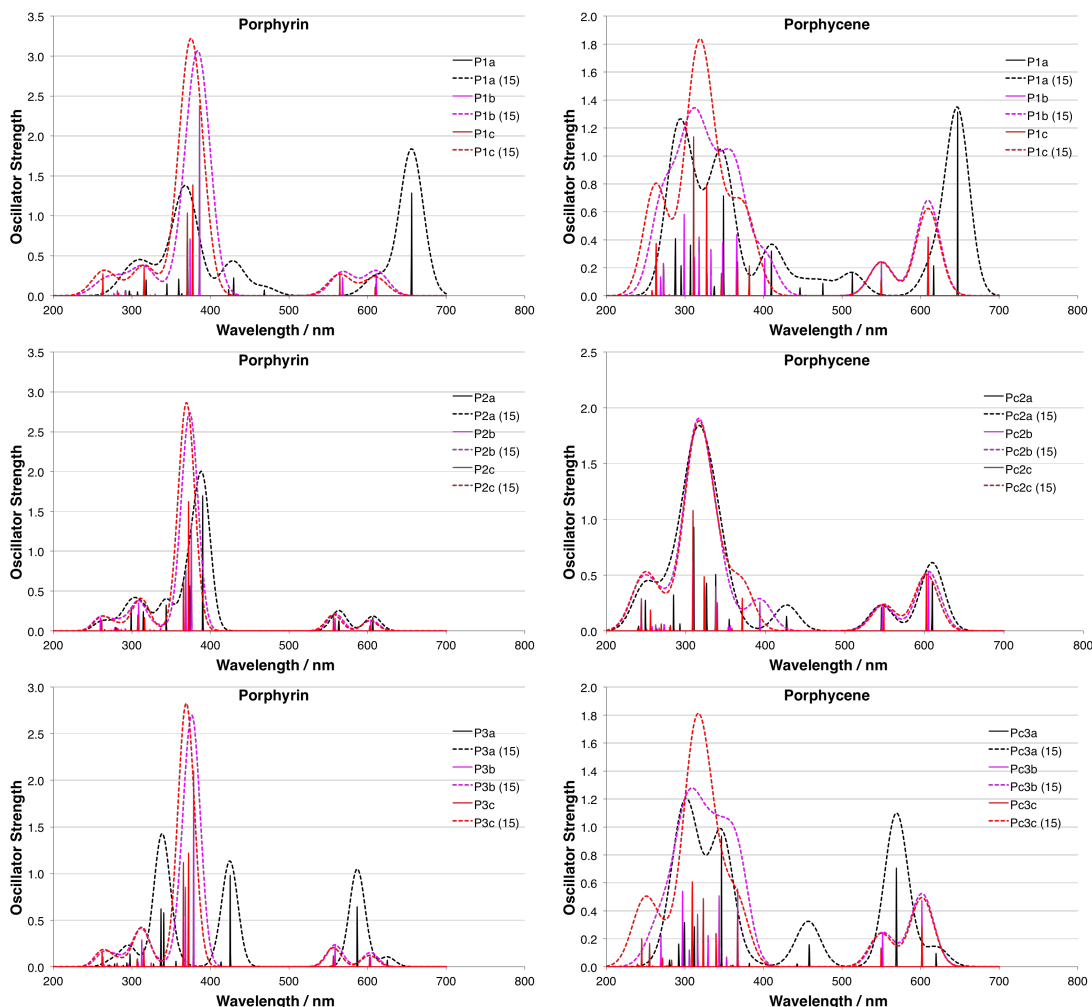 Porphyrin
3.5
3.0
2.5
2.0
1.5
1.0
0.5
0.0
Oscillator Strength
200 300 400 500 600 700 800
Wavelength / nm
P1a
P1a (15)
P1b
P1b (15)
P1c
P1c (15)
Porphycene
2.0
1.8
1.6
1.4
1.2
1.0
0.8
0.6
0.4
0.2
0.0
Oscillator Strength
200 300 400 500 600 700 800
Wavelength / nm
P1a
P1a (15)
P1b
P1b (15)
P1c
P1c (15)
Porphyrin
3.5
3.0
2.5
2.0
1.5
1.0
0.5
0.0
Oscillator Strength
200 300 400 500 600 700 800
Wavelength / nm
P2a
P2a (15)
P2b
P2b (15)
P2c
P2c (15)
Porphycene
2.5
2.0
1.5
1.0
0.5
0.0
Oscillator Strength
200 300 400 500 600 700 800
Wavelength / nm
Pc2a
Pc2a (15)
Pc2b
Pc2b (15)
Pc2c
Pc2c (15)
Porphyrin
3.0
2.5
2.0
1.5
1.0
0.5
0.0
Oscillator Strength
200 300 400 500 600 700 800
Wavelength / nm
P3a
P3a (15)
P3b
P3b (15)
P3c
P3c (15)
Porphycene
2.0
1.8
1.6
1.4
1.2
1.0
0.8
0.6
0.4
0.2
0.0
Oscillator Strength
200 300 400 500 600 700 800
Wavelength / nm
Pc3a
Pc3a (15)
Pc3b
Pc3b (15)
Pc3c
Pc3c (15)